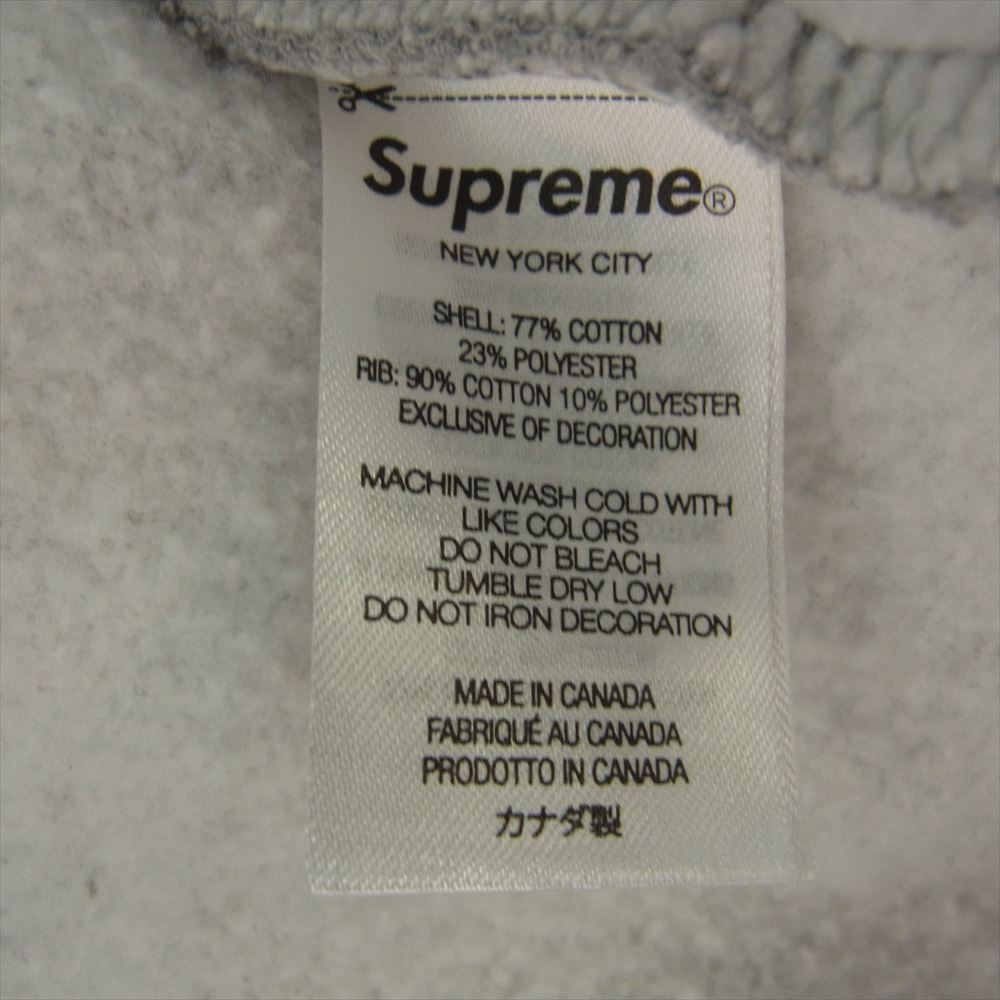 Supreme®
NEW YORK CITY
SHELL: 77% COTTON
23% POLYESTER
RIB: 90% COTTON 10% POLYESTER
EXCLUSIVE OF DECORATION
MACHINE WASH COLD WITH
LIKE COLORS
DO NOT BLEACH
TUMBLE DRY LOW
DO NOT IRON DECORATION
MADE IN CANADA
FABRIQUÉ AU CANADA
PRODOTTO IN CANADA
カナダ製